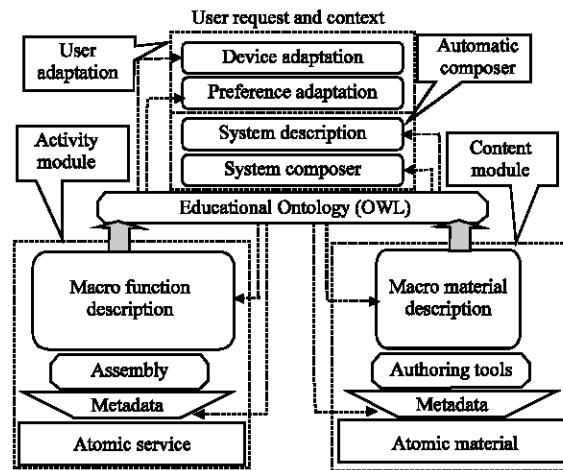 User request and context
User
adaptation
Device adaptation
Preference adaptation
Automatic
composer
System description
System composer
Activity
module
Content
module
Educational Ontology (OWL)
Macro function
description
Assembly
Metadata
Atomic service
Macro material
description
Authoring tools
Metadata
Atomic material